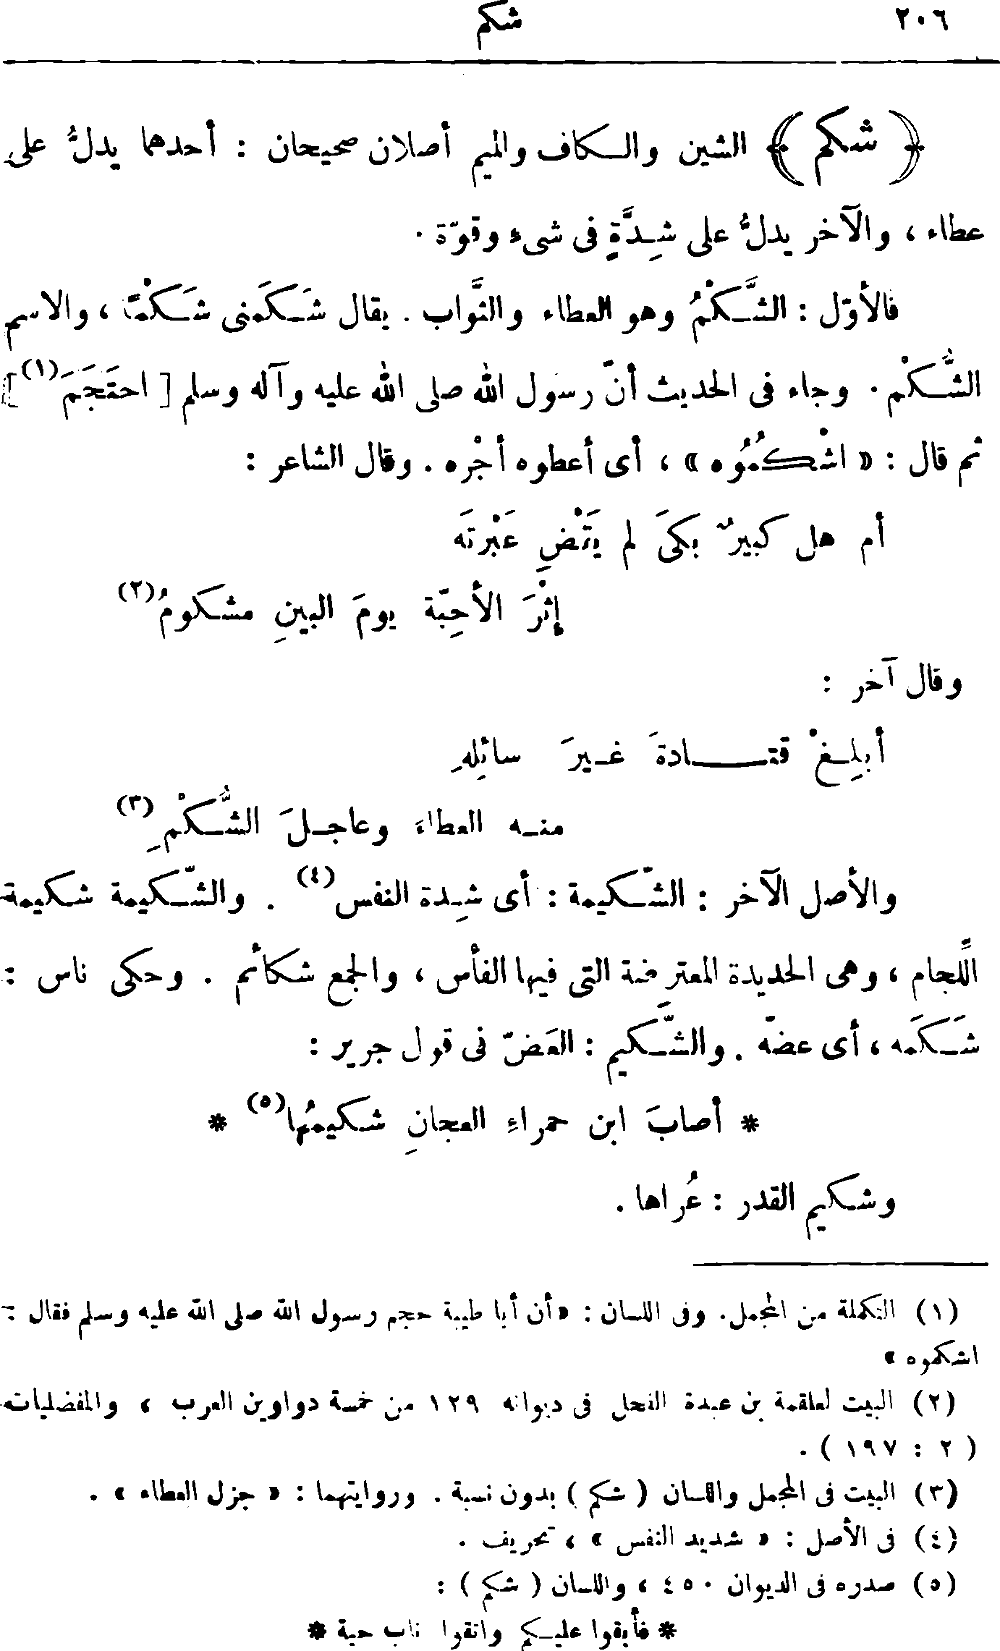 ٢٠٦
شكم
﴿ شكم ﴾ الشين والكاف والميم أصلان صحيحان : أحدهما يدلُّ على
عطاء ، والآخر يدلُّ على شِدَّةٍ فى شىء وقوّة .
فالأوّل : الشَّكْمُ وهو العطاء والثَّواب . يقال شَكَمَنى شَكْمًا ، والاسم
الشُّكْم . وجاء فى الحديث أنّ رسول الله صلى الله عليه وآله وسلم [ احتَجَمَ(١) ]
ثم قال : « اشْكُمُوه » ، أى أعطوه أجْره . وقال الشاعر :
أم هل كبيرٌ بكىَ لم يَقْضِ عَبْرتَه
إثْرَ الأحِبّة يومَ البينِ مشكومُ(٢)
وقال آخر :
أبلِغْ قتادةَ غيرَ سائِلِهِ
منه العطاءَ وعاجلَ الشُّكْمِ(٣)
والأصل الآخر : الشّكيمة : أى شِدة النفس(٤) . والشّكيمة شكيمة
اللِّجام ، وهى الحديدة المعترضة التى فيها الفأس ، والجمع شكائم . وحكى ناس :
شَكَمَه ، أى عضّه . والشَّكيم : العَضّ فى قول جرير :
* أصابَ ابن حمراءِ العجانِ شكيمُها(٥) *
وشكيم القدر : عُراها .
(١) التكملة من المجمل. وفى اللسان : «أن أبا طيبة حجم رسول الله صلى الله عليه وسلم فقال :
اشكموه »
(٢) البيت لعلقمة بن عبدة الفحل فى ديوانه ١٢٩ من خمسة دواوين العرب ، والمفضليات
( ٢ : ١٩٧ ) .
(٣) البيت فى المجمل واللسان ( شكم ) بدون نسبة . وروايتهما : « جزل العطاء » .
(٤) فى الأصل : « شديد النفس » ، تحريف .
(٥) صدره فى الديوان ٤٥٠ ، واللسان ( شكم ) :
* فأبقوا عليكم واتقوا ناب حية *